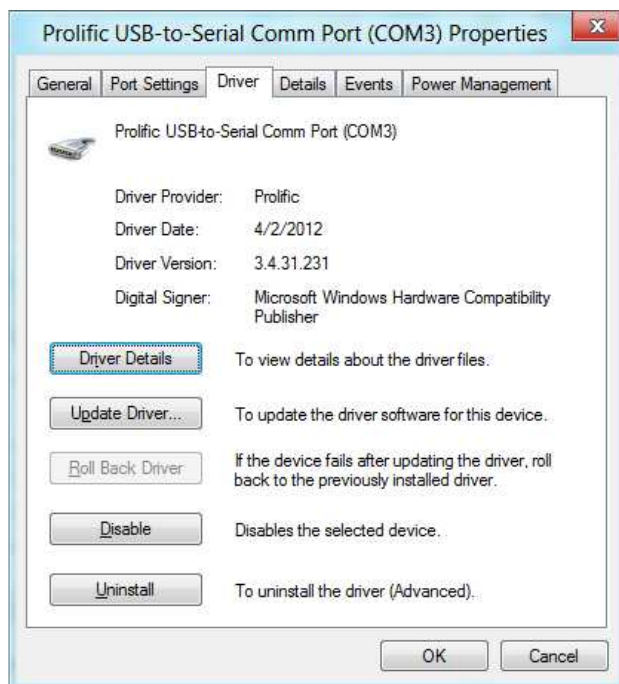 Prolific USB-to-Serial Comm Port (COM3) Properties
x
General Port Settings Driver Details Events Power Management
Prolific USB-to-Serial Comm Port (COM3)
Driver Provider: Prolific
Driver Date: 4/2/2012
Driver Version: 3.4.31.231
Digital Signer: Microsoft Windows Hardware Compatibility
Publisher
Driver Details To view details about the driver files.
Update Driver... To update the driver software for this device.
Roll Back Driver If the device fails after updating the driver, roll
back to the previously installed driver.
Disable Disables the selected device.
Uninstall To uninstall the driver (Advanced).
OK Cancel